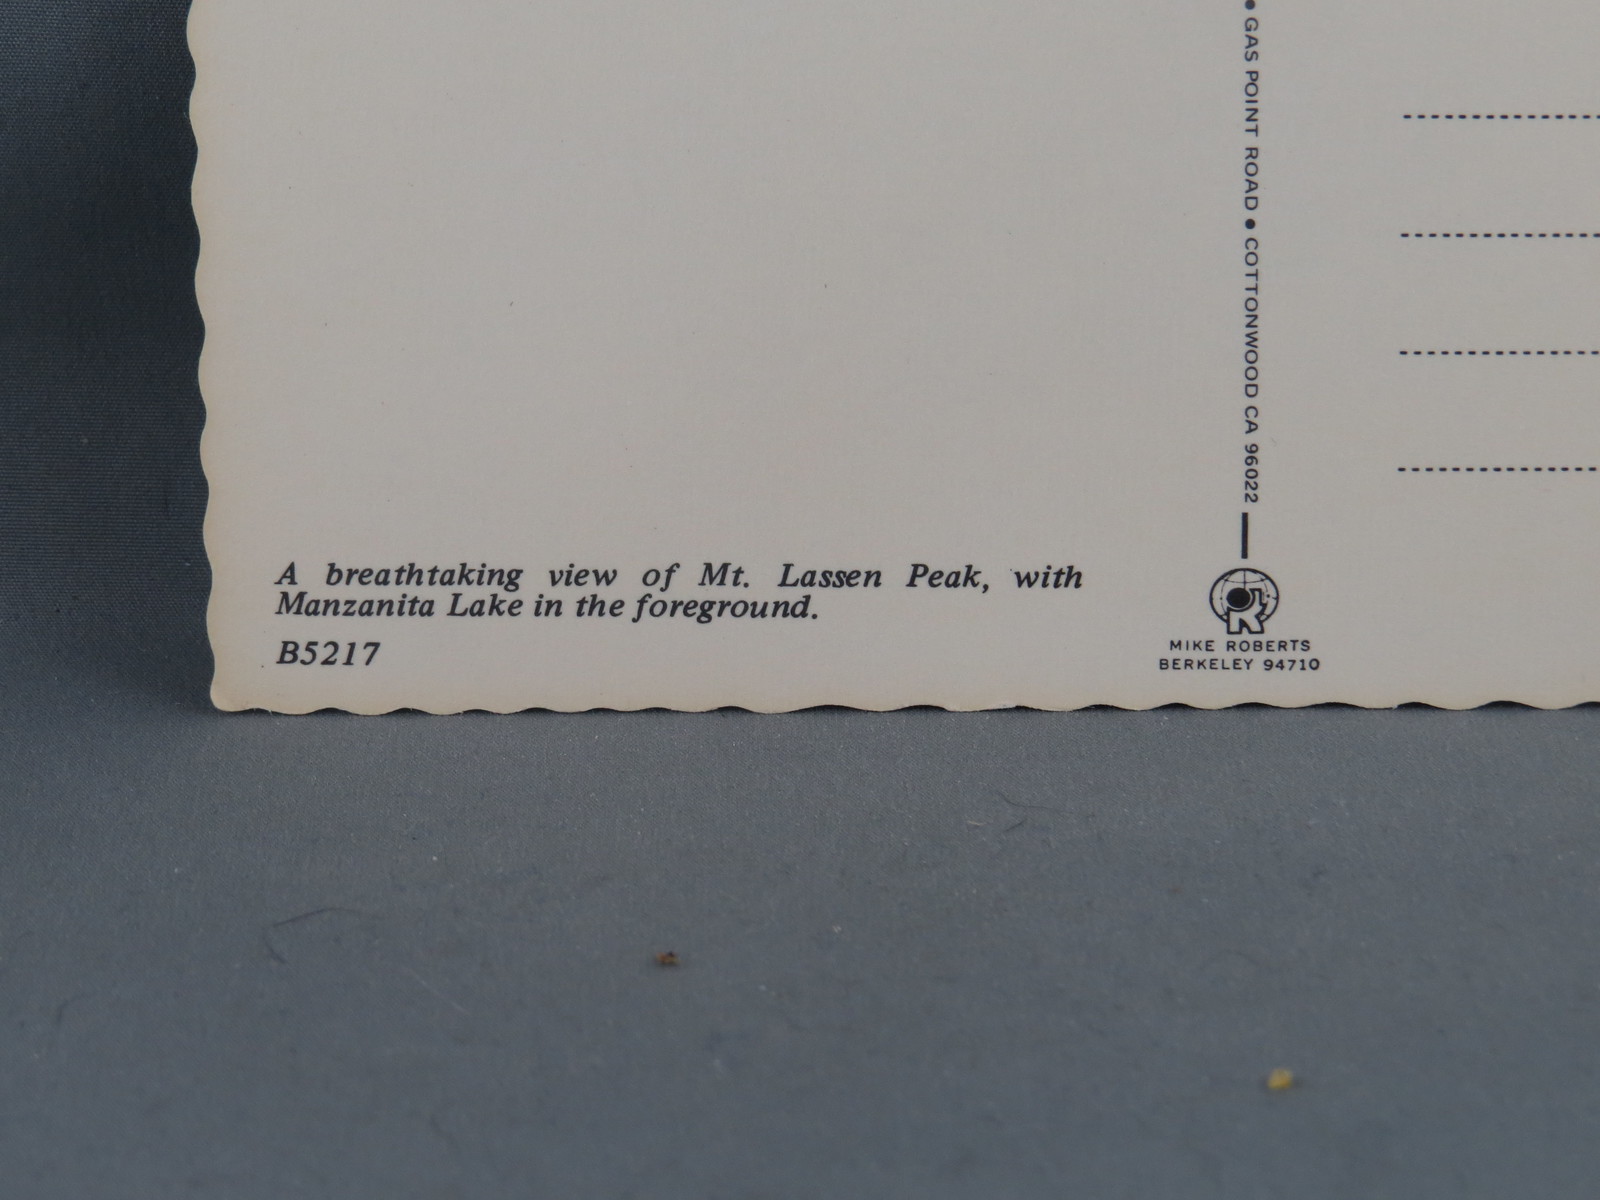 A breathtaking view of Mt. Lassen Peak, with
Manzanita Lake in the foreground.
B5217
• GAS POINT ROAD • COTTONWOOD CA 96022
R
MIKE ROBERTS
BERKELEY 94710